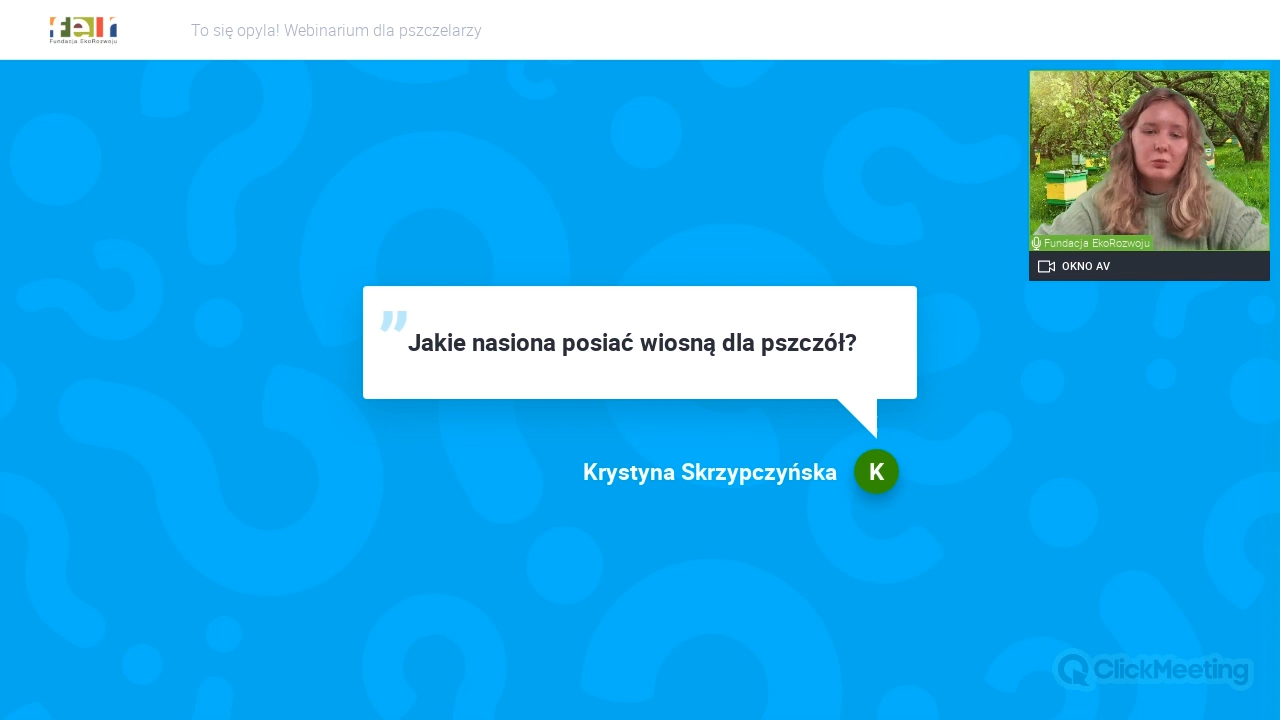 feh
Fundacja EkoRozwoju
To się opyla! Webinarium dla pszczelarzy
Fundacja EkoRozwoju
OKNO AV
” Jakie nasiona posiać wiosną dla pszczół?
Krystyna Skrzypczyńska K
ClickMeeting